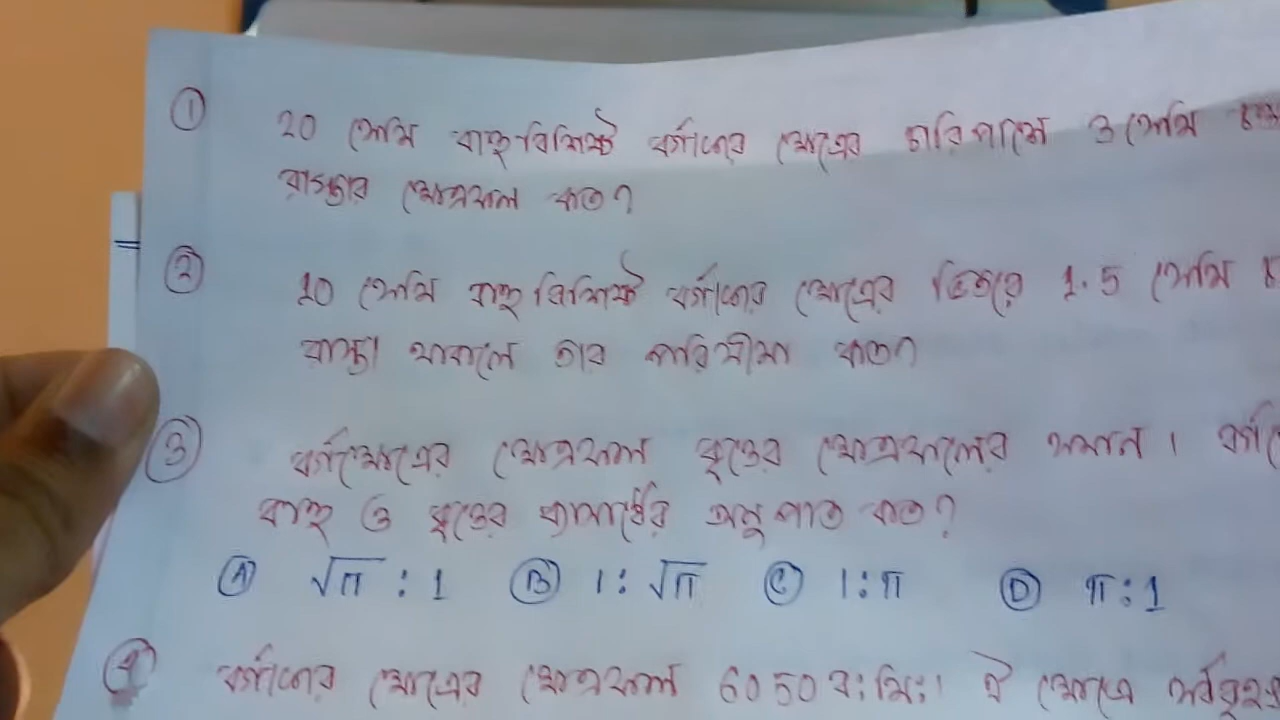 ① 20 সেমি বাহুবিশিষ্ট বর্গাকার ক্ষেত্রের চারিপাশে 3 সেমি
রাস্তার ক্ষেত্রফল কত?
② 10 সেমি বাহুবিশিষ্ট বর্গাকার ক্ষেত্রের ভিতরে 1.5 সেমি
রাস্তা থাকলে তার পরিসীমা কত?
③ বর্গক্ষেত্রের ক্ষেত্রফল বৃত্তের ক্ষেত্রফলের সমান।
বাহু ও বৃত্তের ব্যাসার্ধের অনুপাত কত?
Ⓐ √π : 1 Ⓑ 1 : √π Ⓒ 1 : π Ⓓ π : 1
④ বর্গাকার ক্ষেত্রের ক্ষেত্রফল 6050 ব: মি:। ঐ ক্ষেত্রে